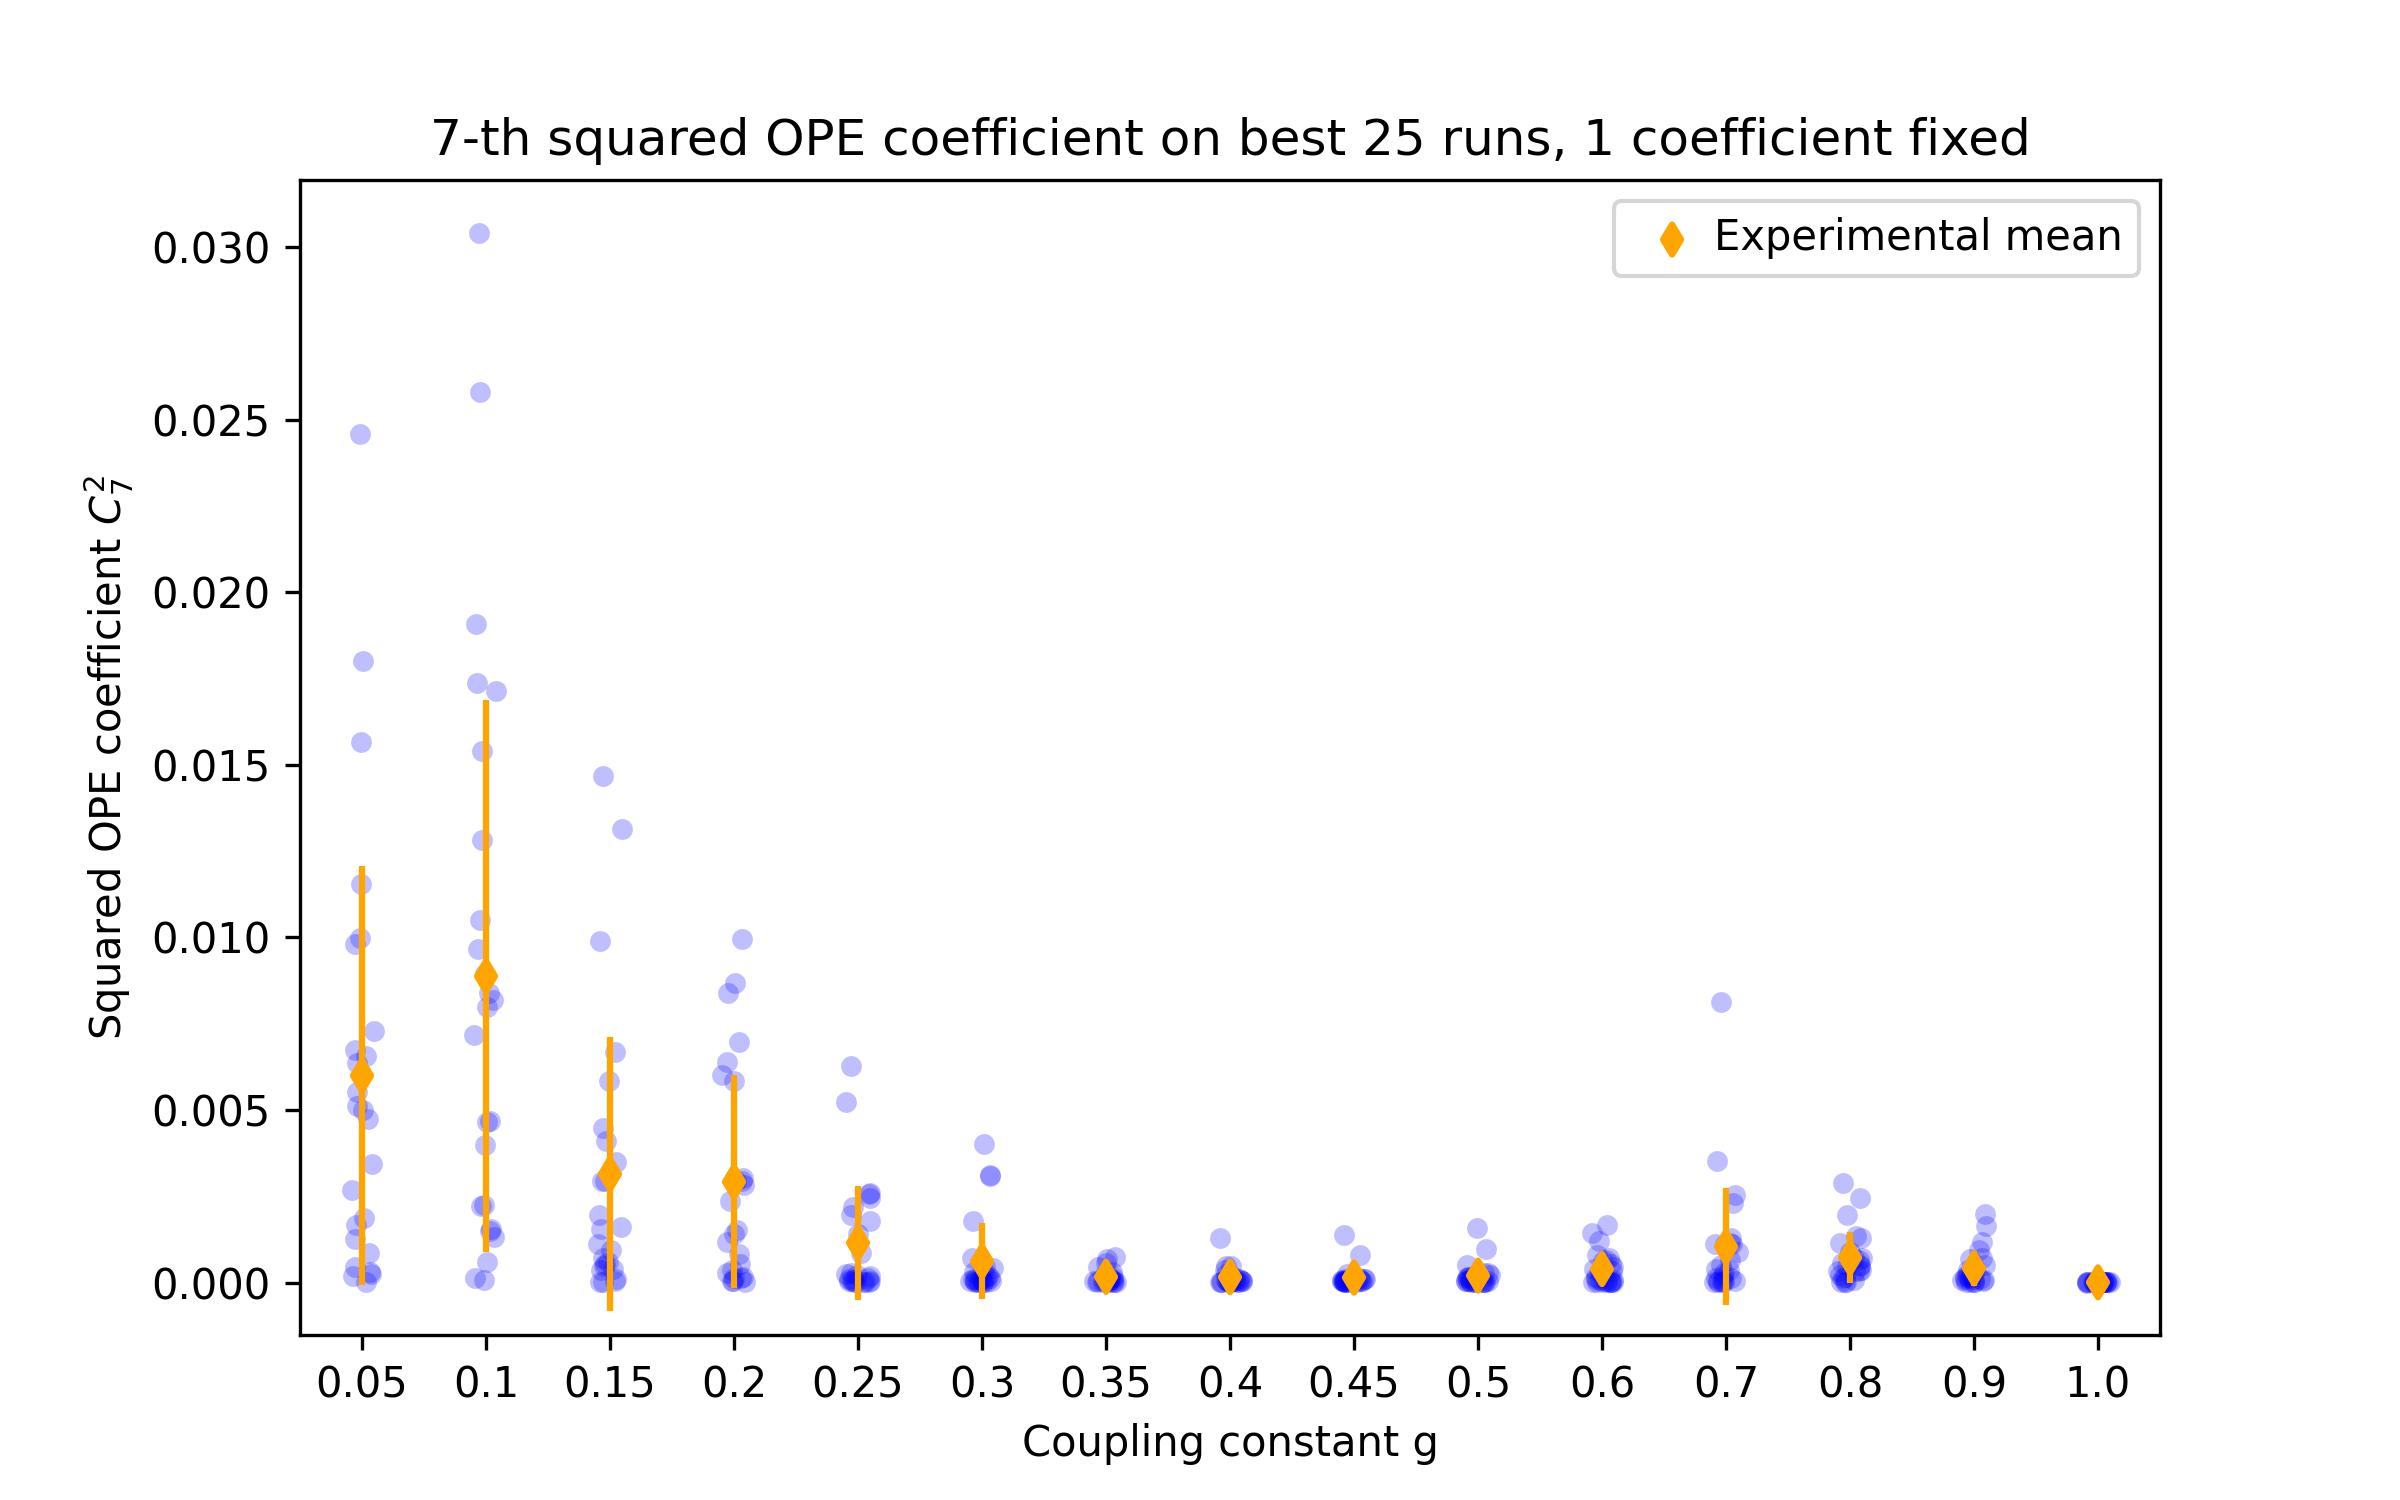 7-th squared OPE coefficient on best 25 runs, 1 coefficient fixed
Experimental mean
Squared OPE coefficient $C_7^2$
0.030
0.025
0.020
0.015
0.010
0.005
0.000
0.05 0.1 0.15 0.2 0.25 0.3 0.35 0.4 0.45 0.5 0.6 0.7 0.8 0.9 1.0
Coupling constant g